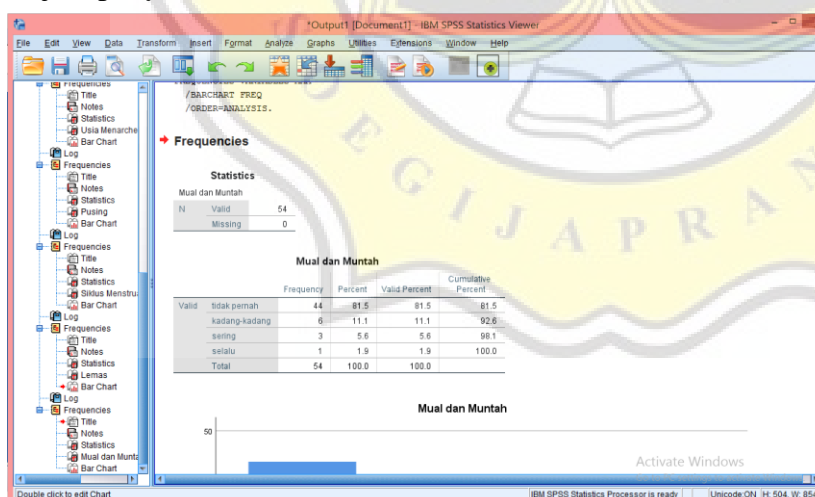 *Output1 [Document1] - IBM SPSS Statistics Viewer
File Edit View Data Transform Insert Format Analyze Graphs Utilities Extensions Window Help
Frequencies
Title
Notes
Statistics
Usia Menarche
Bar Chart
Log
Frequencies
Title
Notes
Statistics
Pusing
Bar Chart
Log
Frequencies
Title
Notes
Statistics
Siklus Menstru
Bar Chart
Log
Frequencies
Title
Notes
Statistics
Lemas
Bar Chart
Log
Frequencies
Title
Notes
Statistics
Mual dan Munta
Bar Chart
/BARCHART FREQ
/ORDER=ANALYSIS.
Frequencies
Statistics
Mual dan Muntah
N Valid 54
Missing 0
Mual dan Muntah
Frequency Percent Valid Percent Cumulative Percent
Valid tidak pernah 44 81.5 81.5 81.5
kadang-kadang 6 11.1 11.1 92.6
sering 3 5.6 5.6 98.1
selalu 1 1.9 1.9 100.0
Total 54 100.0 100.0
Mual dan Muntah
50
Activate Windows
Double click to edit Chart
IBM SPSS Statistics Processor is ready Unicode:ON H: 504, W: 854
EGIJAPRANA